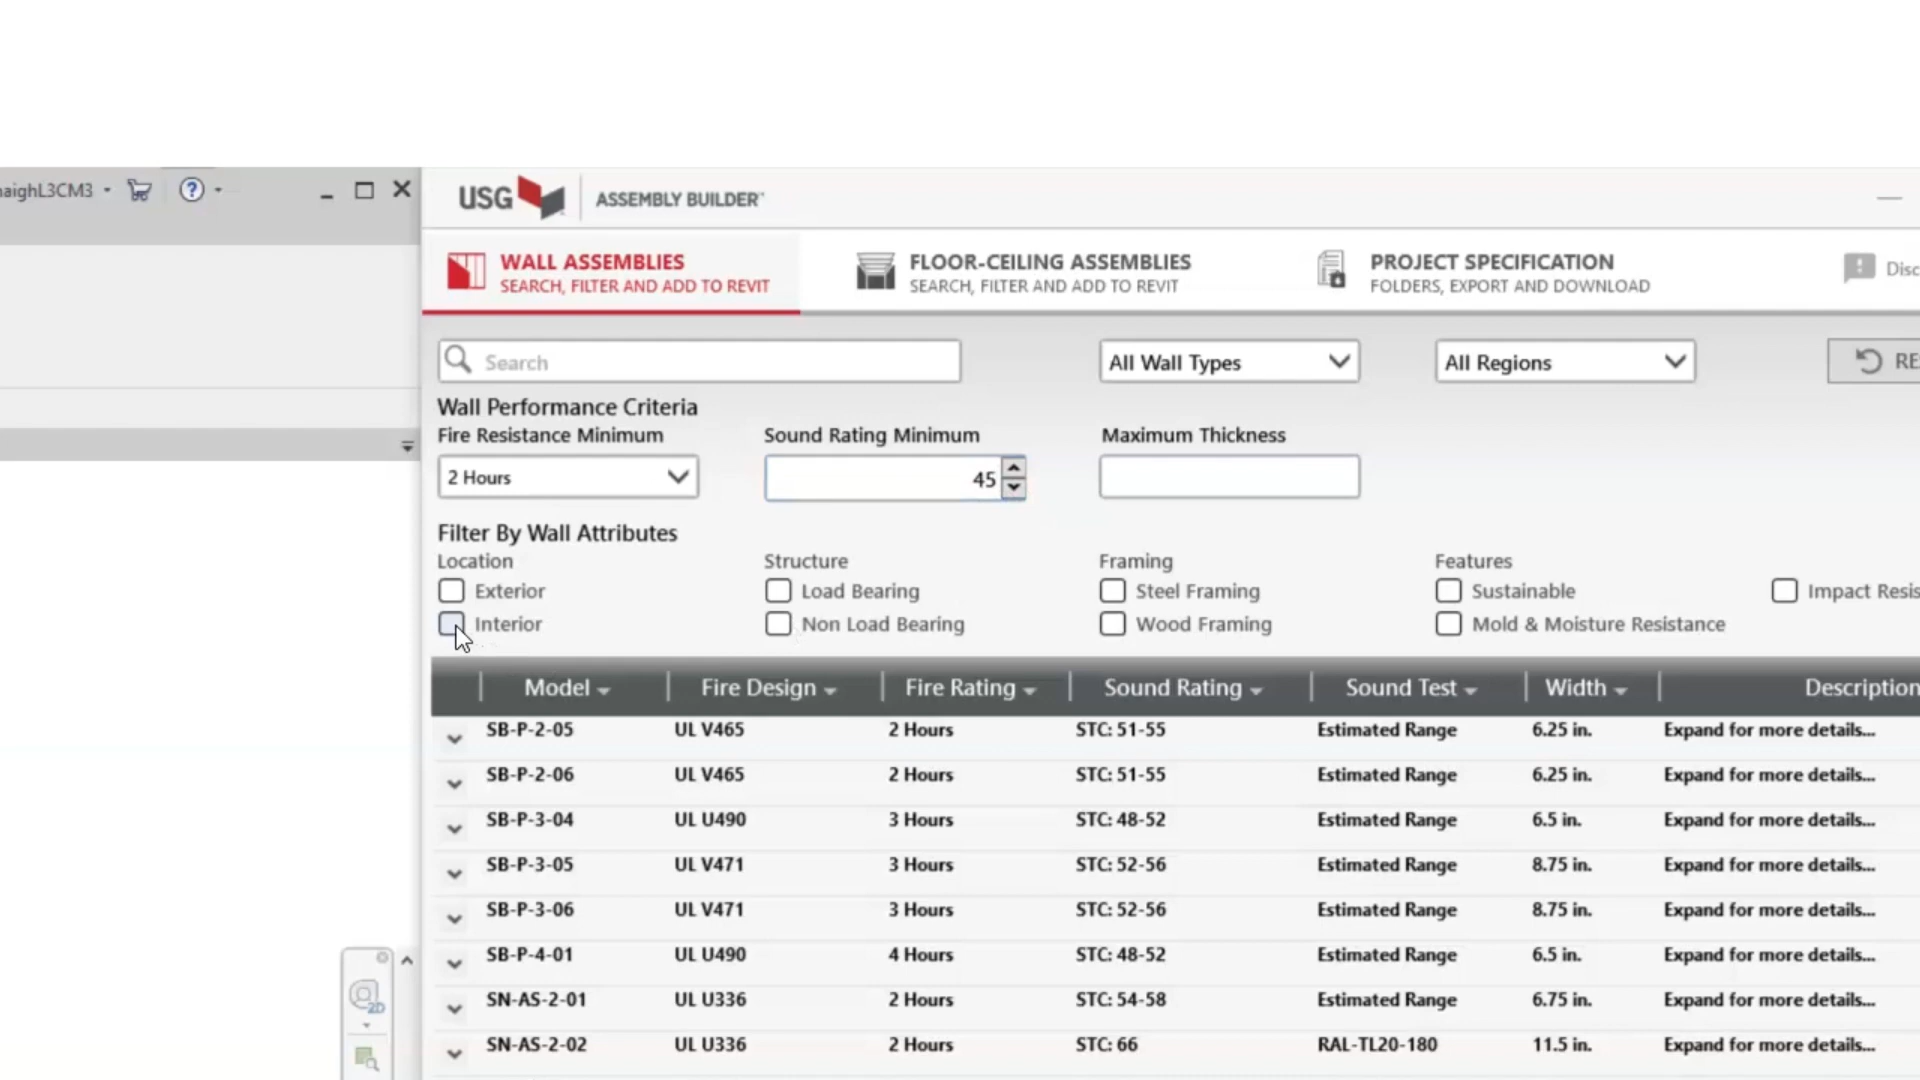 naighL3CM3
USG ASSEMBLY BUILDER™
WALL ASSEMBLIES
SEARCH, FILTER AND ADD TO REVIT
FLOOR-CEILING ASSEMBLIES
SEARCH, FILTER AND ADD TO REVIT
PROJECT SPECIFICATION
FOLDERS, EXPORT AND DOWNLOAD
Disc
Search
All Wall Types
All Regions
RE
Wall Performance Criteria
Fire Resistance Minimum
Sound Rating Minimum
Maximum Thickness
2 Hours
45
Filter By Wall Attributes
Location
Structure
Framing
Features
Exterior
Load Bearing
Steel Framing
Sustainable
Impact Resis
Interior
Non Load Bearing
Wood Framing
Mold & Moisture Resistance
Model Fire Design Fire Rating Sound Rating Sound Test Width Description
SB-P-2-05 UL V465 2 Hours STC: 51-55 Estimated Range 6.25 in. Expand for more details...
SB-P-2-06 UL V465 2 Hours STC: 51-55 Estimated Range 6.25 in. Expand for more details...
SB-P-3-04 UL U490 3 Hours STC: 48-52 Estimated Range 6.5 in. Expand for more details...
SB-P-3-05 UL V471 3 Hours STC: 52-56 Estimated Range 8.75 in. Expand for more details...
SB-P-3-06 UL V471 3 Hours STC: 52-56 Estimated Range 8.75 in. Expand for more details...
SB-P-4-01 UL U490 4 Hours STC: 48-52 Estimated Range 6.5 in. Expand for more details...
SN-AS-2-01 UL U336 2 Hours STC: 54-58 Estimated Range 6.75 in. Expand for more details...
SN-AS-2-02 UL U336 2 Hours STC: 66 RAL-TL20-180 11.5 in. Expand for more details...
2D